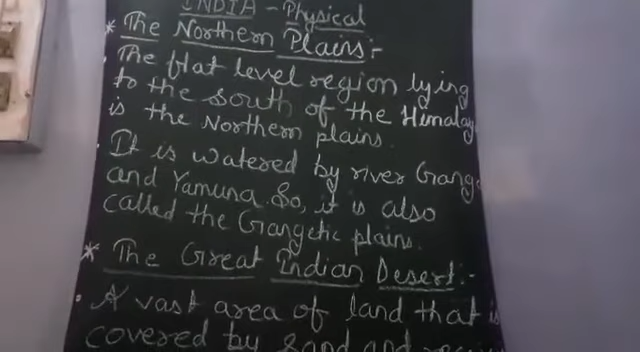 INDIA - Physical
* The Northern Plains:-
. The flat level region lying
to the south of the Himalay
is the Northern plains.
. It is watered by river Gange
and Yamuna. So, it is also
called the Gangetic plains.
* The Great Indian Desert:-
. A vast area of land that is
covered by sand and